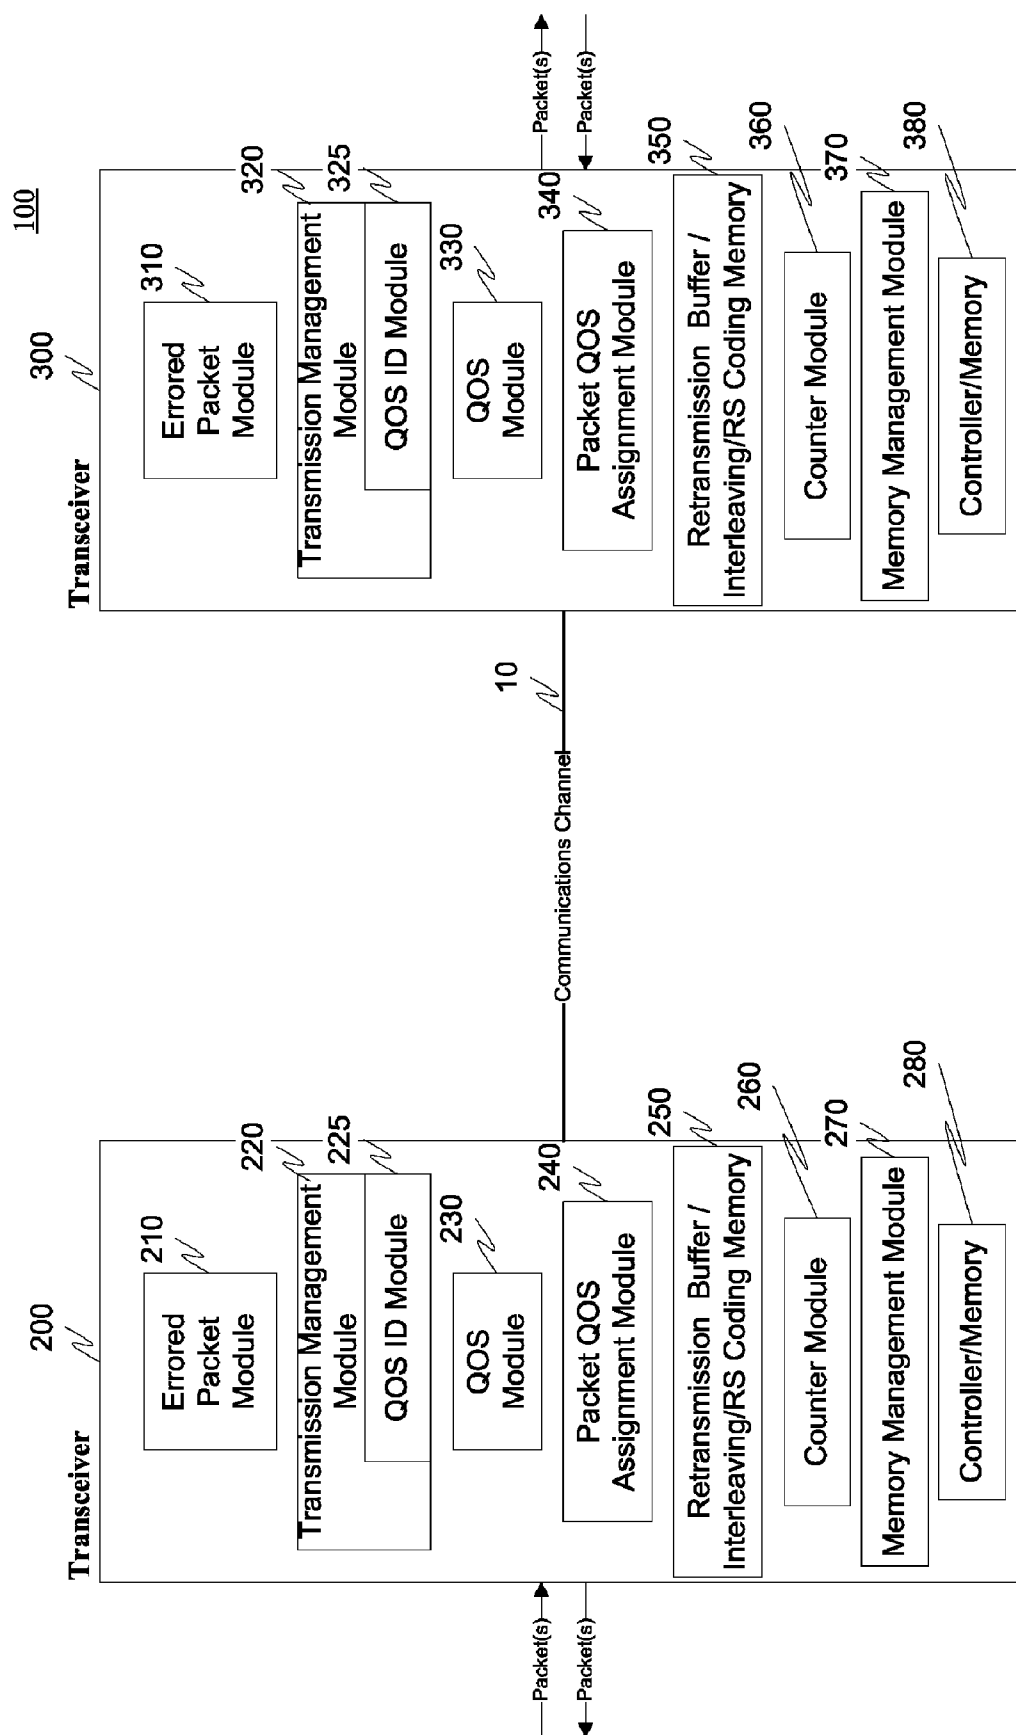 100
Transceiver
200
Errored
Packet
Module
210
Transmission Management
Module
220
QOS ID Module
225
QOS
Module
230
Packet QOS
Assignment Module
240
Retransmission Buffer /
Interleaving/RS Coding Memory
250
Counter Module
260
Memory Management Module
270
Controller/Memory
280
Packet(s)
Packet(s)
Communications Channel
10
Transceiver
300
Errored
Packet
Module
310
Transmission Management
Module
320
QOS ID Module
325
QOS
Module
330
Packet QOS
Assignment Module
340
Retransmission Buffer /
Interleaving/RS Coding Memory
350
Counter Module
360
Memory Management Module
370
Controller/Memory
380
Packet(s)
Packet(s)